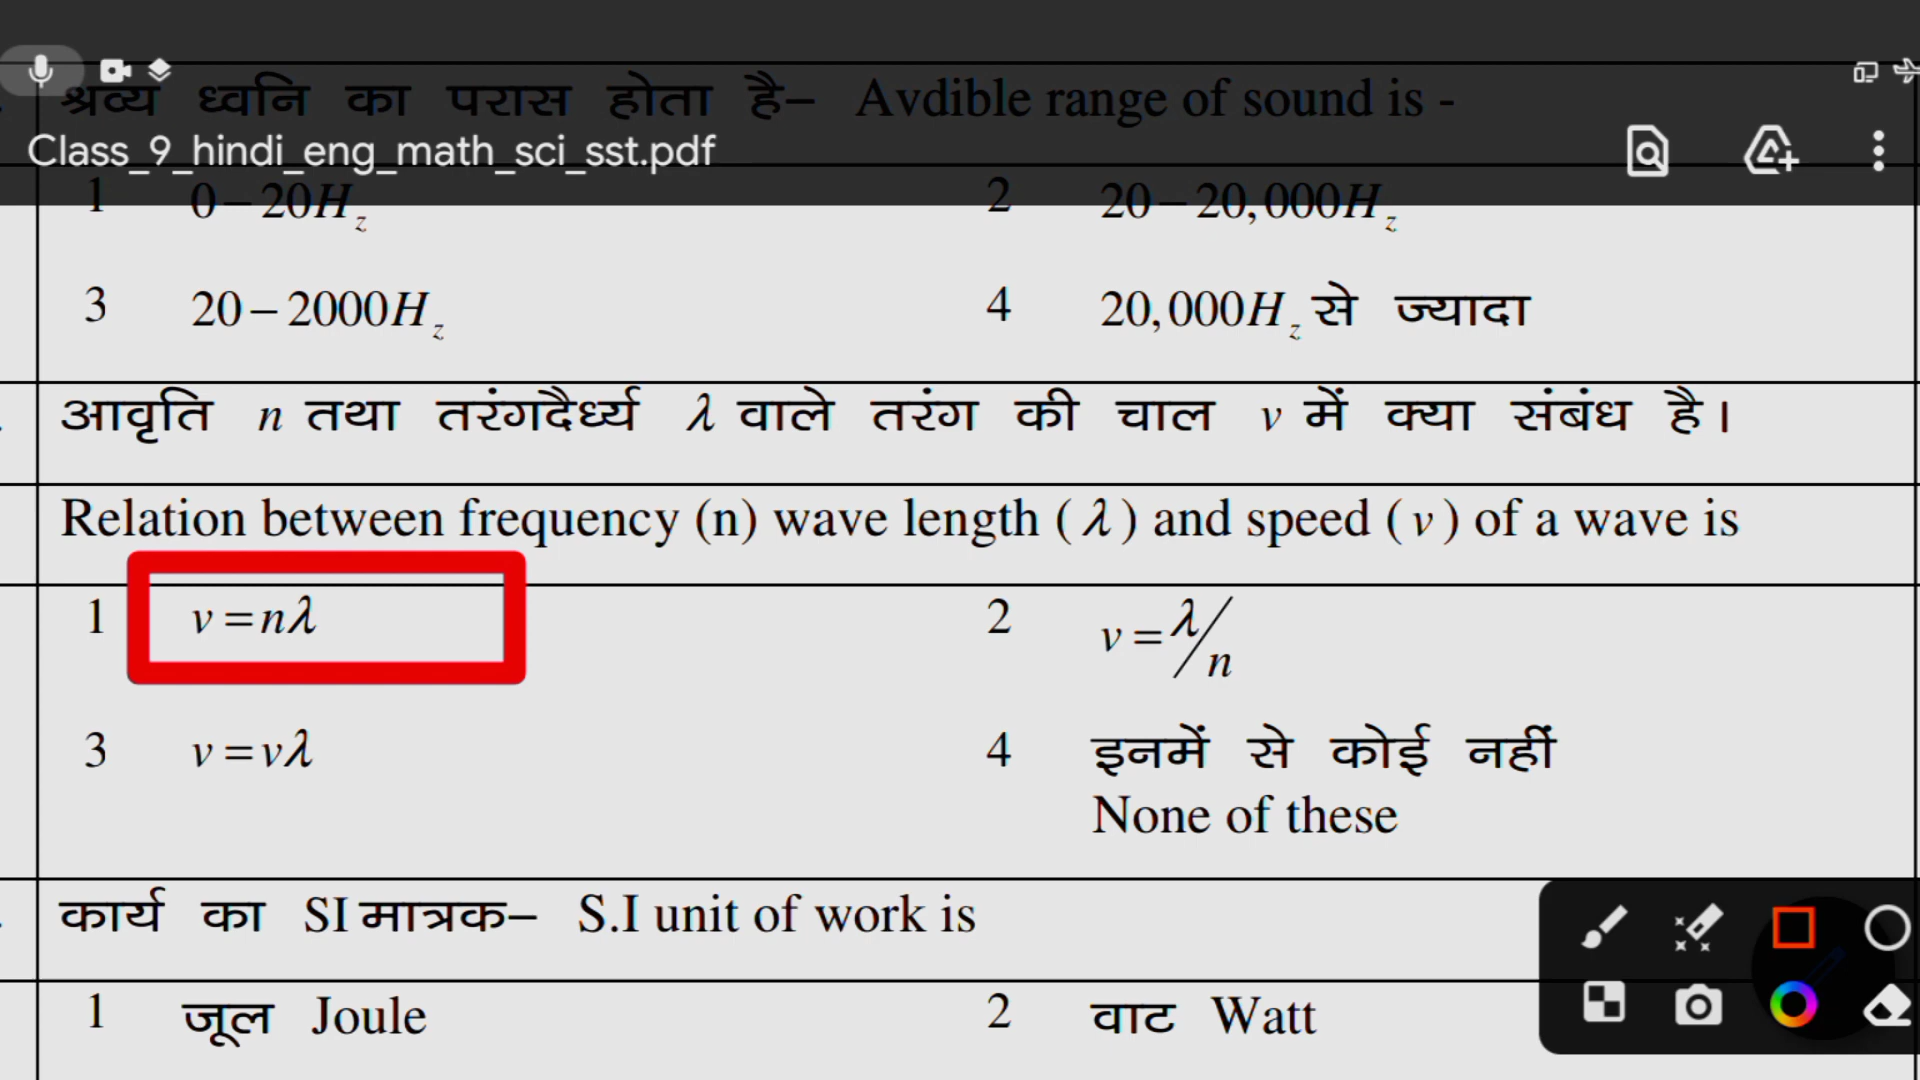 श्रव्य ध्वनि का परास होता है– Avdible range of sound is -
Class_9_hindi_eng_math_sci_sst.pdf
1 0–20Hz 2 20–20,000Hz
3 20–2000Hz 4 20,000Hz से ज्यादा
आवृति n तथा तरंगदैर्ध्य λ वाले तरंग की चाल v में क्या संबंध है।
Relation between frequency (n) wave length (λ) and speed (v) of a wave is
1 v=nλ 2 v=λ/n
3 v=vλ 4 इनमें से कोई नहीं
None of these
कार्य का SI मात्रक– S.I unit of work is
1 जूल Joule 2 वाट Watt